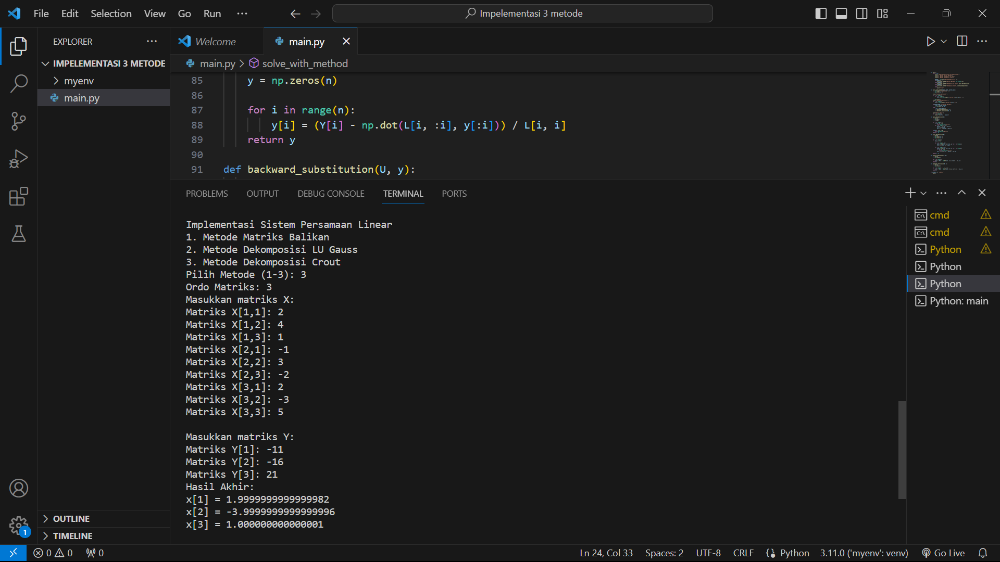 File Edit Selection View Go Run ··· Impelementasi 3 metode
EXPLORER ···
IMPELEMENTASI 3 METODE
myenv
main.py
OUTLINE
TIMELINE
Welcome main.py
main.py > solve_with_method
85 y = np.zeros(n)
86
87 for i in range(n):
88 y[i] = (Y[i] - np.dot(L[i, :i], y[:i])) / L[i, i]
89 return y
90
91 def backward_substitution(U, y):
PROBLEMS OUTPUT DEBUG CONSOLE TERMINAL PORTS
Implementasi Sistem Persamaan Linear
1. Metode Matriks Balikan
2. Metode Dekomposisi LU Gauss
3. Metode Dekomposisi Crout
Pilih Metode (1-3): 3
Ordo Matriks: 3
Masukkan matriks X:
Matriks X[1,1]: 2
Matriks X[1,2]: 4
Matriks X[1,3]: 1
Matriks X[2,1]: -1
Matriks X[2,2]: 3
Matriks X[2,3]: -2
Matriks X[3,1]: 2
Matriks X[3,2]: -3
Matriks X[3,3]: 5
Masukkan matriks Y:
Matriks Y[1]: -11
Matriks Y[2]: -16
Matriks Y[3]: 21
Hasil Akhir:
x[1] = 1.9999999999999982
x[2] = -3.9999999999999996
x[3] = 1.000000000000001
cmd
cmd
Python
Python
Python
Python: main
1
0 0 0 Ln 24, Col 33 Spaces: 2 UTF-8 CRLF Python 3.11.0 ('myenv': venv) Go Live